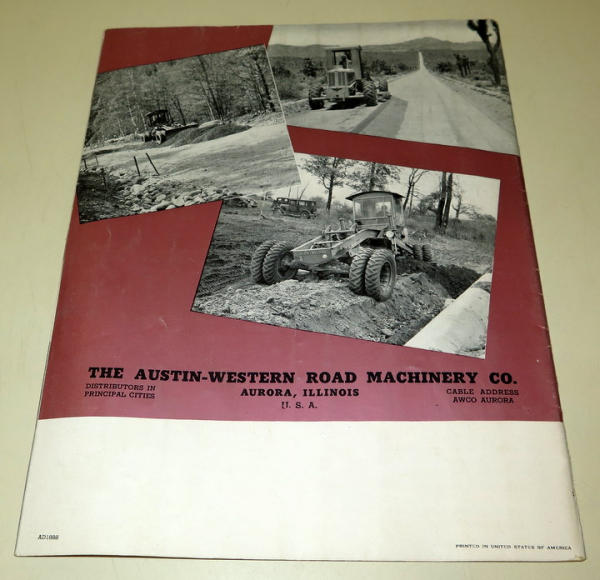 THE AUSTIN-WESTERN ROAD MACHINERY CO.
DISTRIBUTORS IN
PRINCIPAL CITIES
AURORA, ILLINOIS
U. S. A.
CABLE ADDRESS
AWCO AURORA
AD1888
PRINTED IN UNITED STATES OF AMERICA